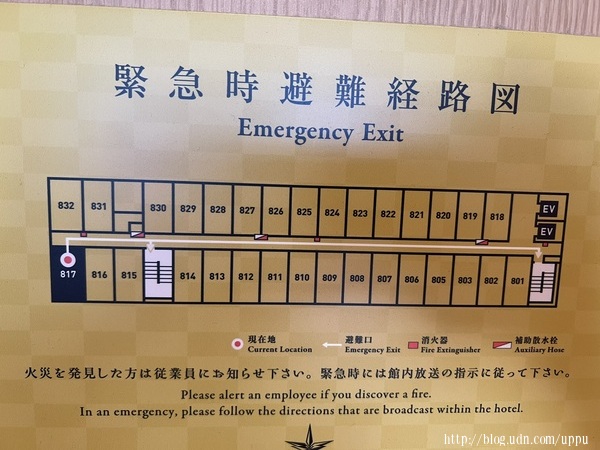 緊急時避難経路図
Emergency Exit
832 831 830 829 828 827 826 825 824 823 822 821 820 819 818 EV
EV
817 816 815 814 813 812 811 810 809 808 807 806 805 803 802 801
現在地 避難口 消火器 補助散水栓
Current Location Emergency Exit Fire Extinguisher Auxiliary Hose
火災を発見した方は従業員にお知らせ下さい。緊急時には館内放送の指示に従って下さい。
Please alert an employee if you discover a fire.
In an emergency, please follow the directions that are broadcast within the hotel.
http://blog.udn.com/uppu